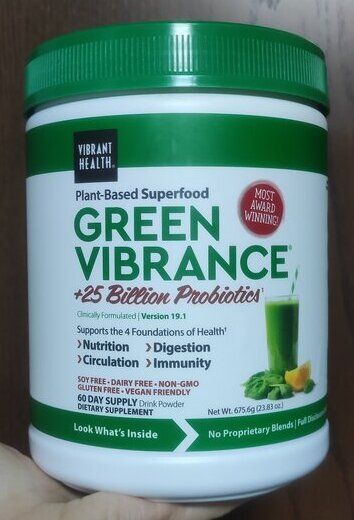 VIBRANT
HEALTH®
Plant-Based Superfood
MOST
AWARD
WINNING!
GREEN
VIBRANCE®
+25 Billion Probiotics†
Clinically Formulated | Version 19.1
Supports the 4 Foundations of Health†
Nutrition Digestion
Circulation Immunity
SOY FREE • DAIRY FREE • NON-GMO
GLUTEN FREE • VEGAN FRIENDLY
60 DAY SUPPLY Drink Powder
DIETARY SUPPLEMENT
Net Wt. 675.6g (23.83 oz.)
Look What's Inside
No Proprietary Blends | Full